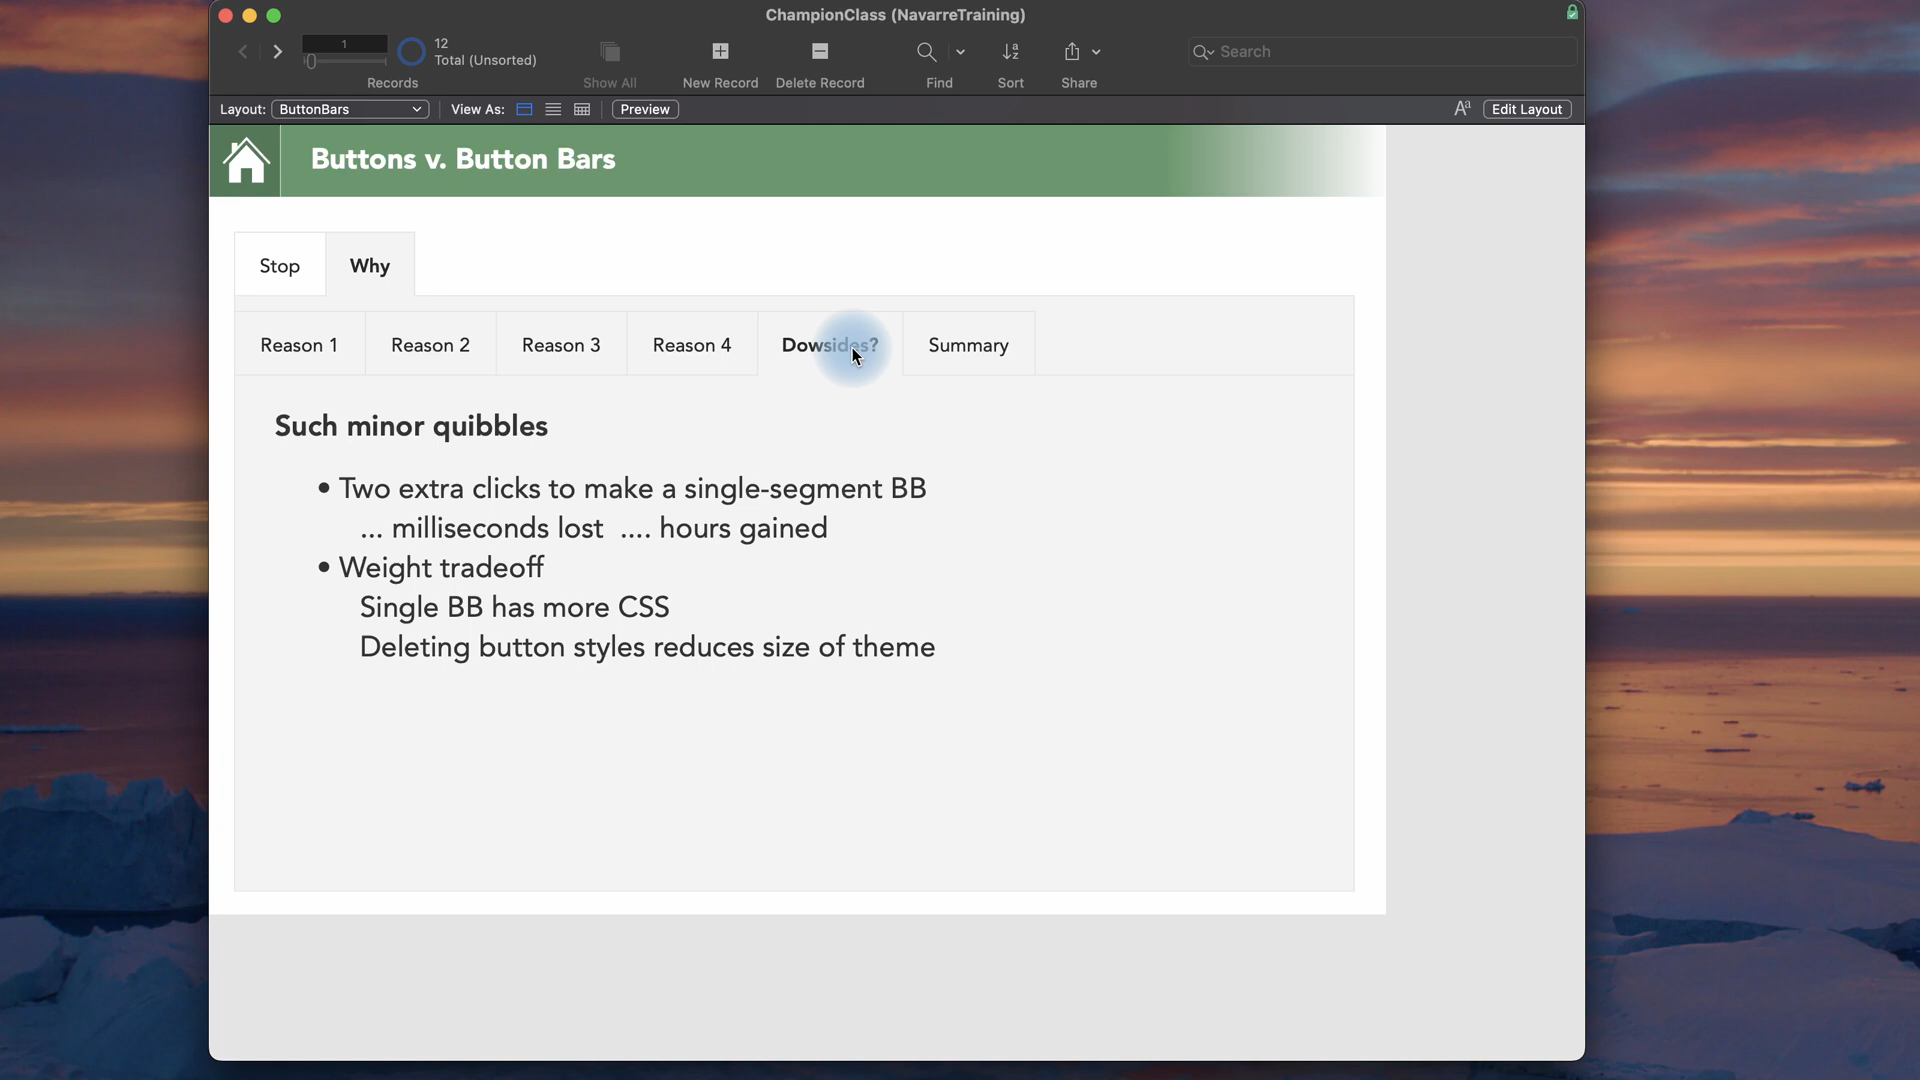 ChampionClass (NavarreTraining)
1
12
Total (Unsorted)
Records
Show All
New Record
Delete Record
Find
Sort
Share
Search
Layout: ButtonBars
View As:
Preview
Aa
Edit Layout
Buttons v. Button Bars
Stop
Why
Reason 1
Reason 2
Reason 3
Reason 4
Dowsides?
Summary
Such minor quibbles
• Two extra clicks to make a single-segment BB
... milliseconds lost .... hours gained
• Weight tradeoff
Single BB has more CSS
Deleting button styles reduces size of theme